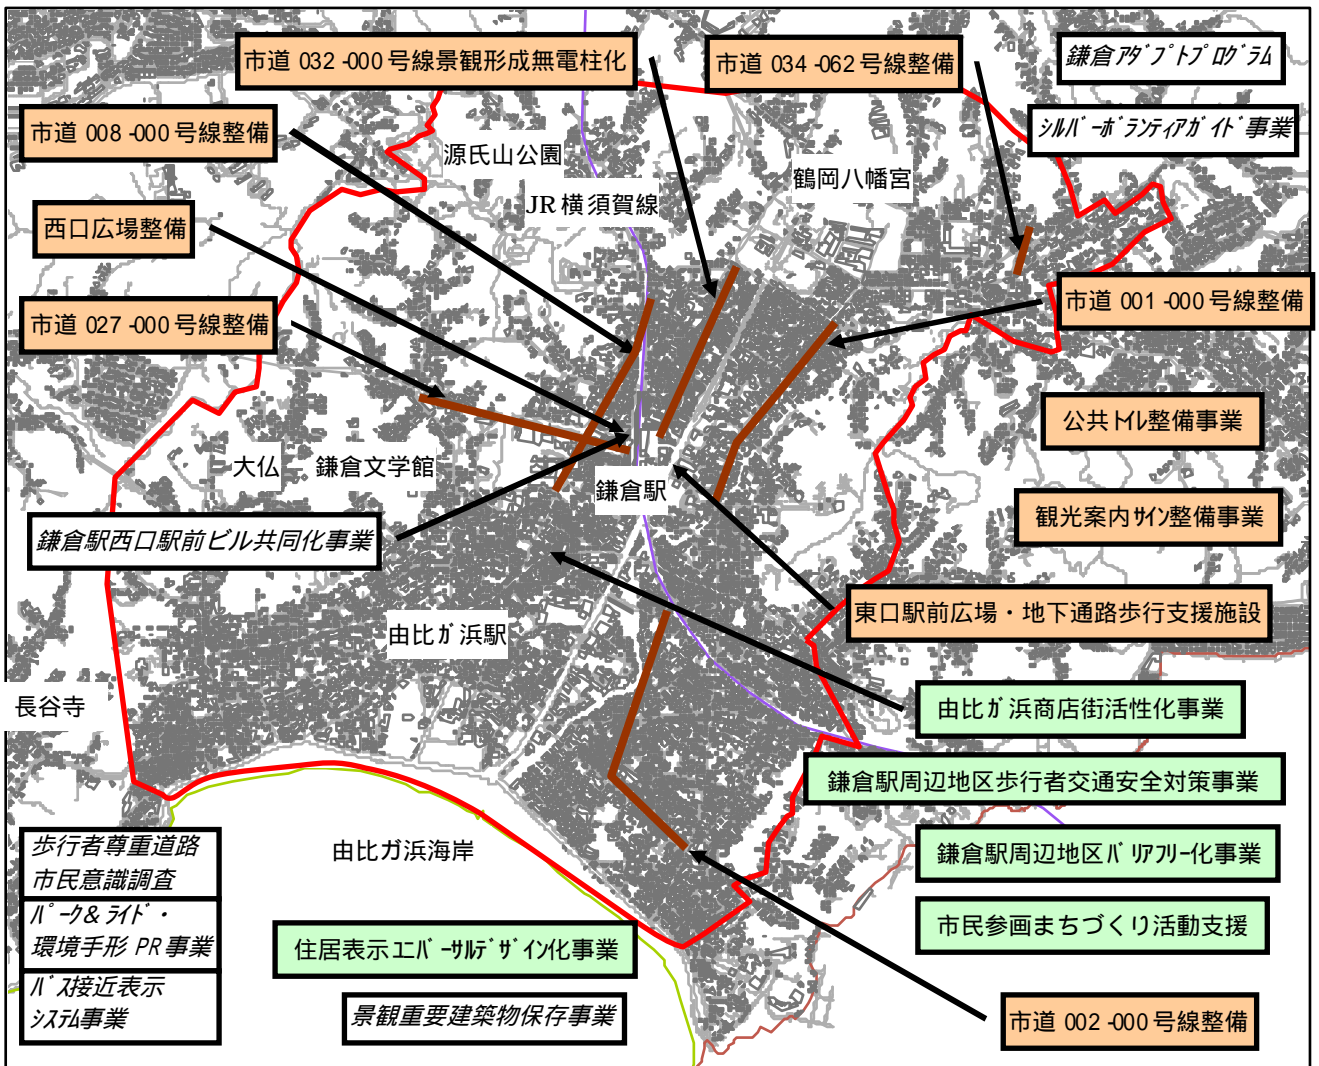 市道 032-000 号線景観形成無電柱化
市道 034-062 号線整備
鎌倉ｱﾀﾞﾌﾟﾄﾌﾟﾛｸﾞﾗﾑ
市道 008-000 号線整備
ｼﾙﾊﾞｰﾎﾞﾗﾝﾃｨｱｶﾞｲﾄﾞ事業
源氏山公園
鶴岡八幡宮
JR 横須賀線
西口広場整備
市道 027-000 号線整備
市道 001-000 号線整備
公共ﾄｲﾚ整備事業
大仏
鎌倉文学館
鎌倉駅
観光案内ｻｲﾝ整備事業
鎌倉駅西口駅前ビル共同化事業
東口駅前広場・地下通路歩行支援施設
由比ｶﾞ浜駅
長谷寺
由比ｶﾞ浜商店街活性化事業
鎌倉駅周辺地区歩行者交通安全対策事業
歩行者尊重道路
市民意識調査
由比ガ浜海岸
鎌倉駅周辺地区ﾊﾞﾘｱﾌﾘｰ化事業
ﾊﾟｰｸ&ﾗｲﾄﾞ・
環境手形 PR 事業
市民参画まちづくり活動支援
住居表示ｴﾆﾊﾞｰｻﾙﾃﾞｻﾞｲﾝ化事業
ﾊﾞｽ接近表示
ｼｽﾃﾑ事業
景観重要建築物保存事業
市道 002-000 号線整備